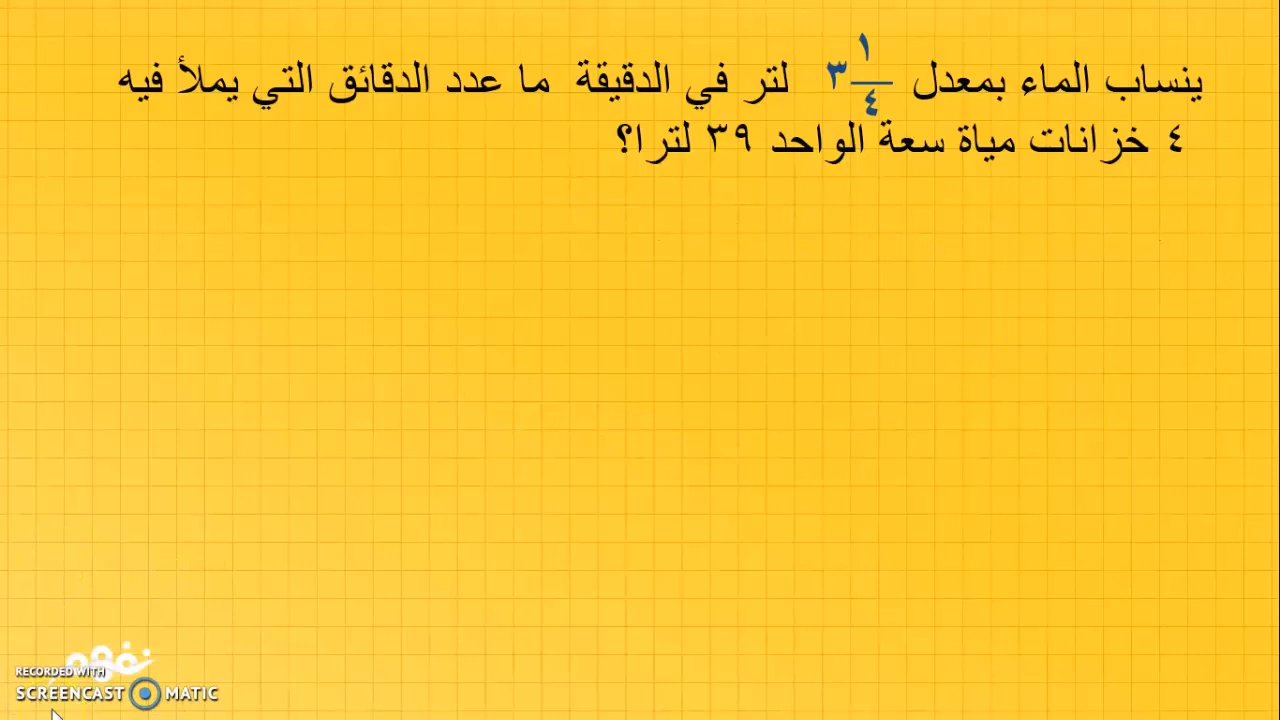 ينساب الماء بمعدل ٣ ١/٤ لتر في الدقيقة ما عدد الدقائق التي يملأ فيه
٤ خزانات مياة سعة الواحد ٣٩ لترا؟
نفهم
RECORDED WITH
SCREENCAST MATIC